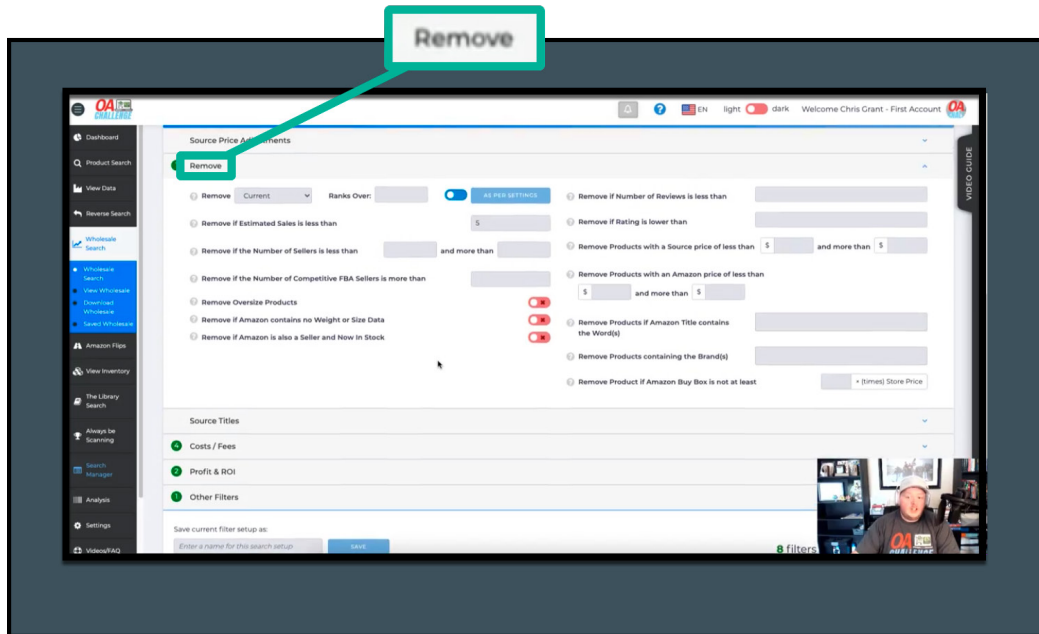 Remove
OA
CHALLENGE
EN light dark Welcome Chris Grant - First Account OA
VIDEO GUIDE
Dashboard
Product Search
View Data
Reverse Search
Wholesale
Search
Wholesale
Search
View Wholesale
Download
Wholesale
Saved Wholesale
Amazon Flips
View Inventory
The Library
Search
Always be
Scanning
Search
Manager
Analysis
Settings
Videos/FAQ
Source Price
Remove
Remove Current Ranks Over: AS PER SETTINGS
Remove if Estimated Sales is less than $
Remove if the Number of Sellers is less than and more than
Remove if the Number of Competitive FBA Sellers is more than
Remove Oversize Products
Remove if Amazon contains no Weight or Size Data
Remove if Amazon is also a Seller and Now In Stock
Remove if Number of Reviews is less than
Remove if Rating is lower than
Remove Products with a Source price of less than $ and more than $
Remove Products with an Amazon price of less than
$ and more than $
Remove Products if Amazon Title contains
the Word(s)
Remove Products containing the Brand(s)
Remove Product if Amazon Buy Box is not at least × (times) Store Price
Source Titles
4 Costs / Fees
2 Profit & ROI
1 Other Filters
Save current filter setup as:
Enter a name for this search setup SAVE
8 filters
OA
CHALLENGE